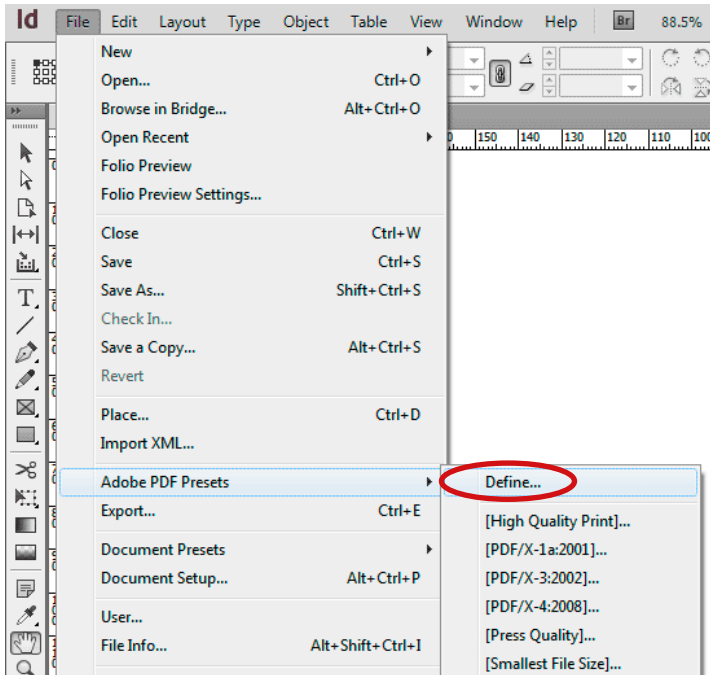 Id File Edit Layout Type Object Table View Window Help Br 88.5%
New
Open... Ctrl+O
Browse in Bridge... Alt+Ctrl+O
Open Recent
150 140 130 120 110 100
Folio Preview
Folio Preview Settings...
Close Ctrl+W
Save Ctrl+S
Save As... Shift+Ctrl+S
Check In...
Save a Copy... Alt+Ctrl+S
Revert
Place... Ctrl+D
Import XML...
Adobe PDF Presets
Define...
Export... Ctrl+E
[High Quality Print]...
Document Presets
[PDF/X-1a:2001]...
Document Setup... Alt+Ctrl+P
[PDF/X-3:2002]...
[PDF/X-4:2008]...
User...
[Press Quality]...
File Info... Alt+Shift+Ctrl+I
[Smallest File Size]...